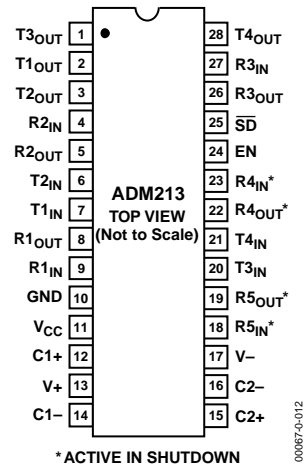 T3OUT 1 28 T4OUT
T1OUT 2 27 R3IN
T2OUT 3 26 R3OUT
R2IN 4 25 S̅D̅
R2OUT 5 24 EN
T2IN 6 23 R4IN*
T1IN 7 22 R4OUT*
R1OUT 8 21 T4IN
R1IN 9 20 T3IN
GND 10 19 R5OUT*
VCC 11 18 R5IN*
C1+ 12 17 V–
V+ 13 16 C2–
C1– 14 15 C2+
ADM213
TOP VIEW
(Not to Scale)
*ACTIVE IN SHUTDOWN
00067-0-012